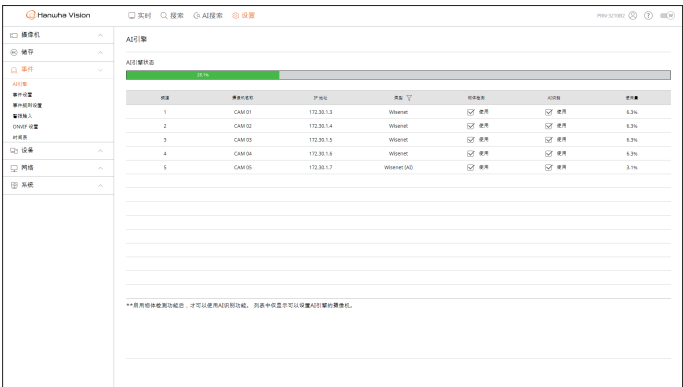 Hanwha Vision
实时 搜索 AI搜索 设置
PRN-3210B2
摄像机
储存
事件
AI引擎
事件设置
事件规则设置
警报输入
ONVIF 设置
时间表
设备
网络
系统
AI引擎
AI引擎状态
28.1%
频道 摄像机名称 IP 地址 类型 物体检测 AI识别 使用量
1 CAM 01 172.30.1.3 Wisenet 使用 使用 6.3%
2 CAM 02 172.30.1.4 Wisenet 使用 使用 6.3%
3 CAM 03 172.30.1.5 Wisenet 使用 使用 6.3%
4 CAM 04 172.30.1.6 Wisenet 使用 使用 6.3%
5 CAM 05 172.30.1.7 Wisenet (AI) 使用 使用 3.1%
**启用物体检测功能后，才可以使用AI识别功能。 列表中仅显示可以设置AI引擎的摄像机。